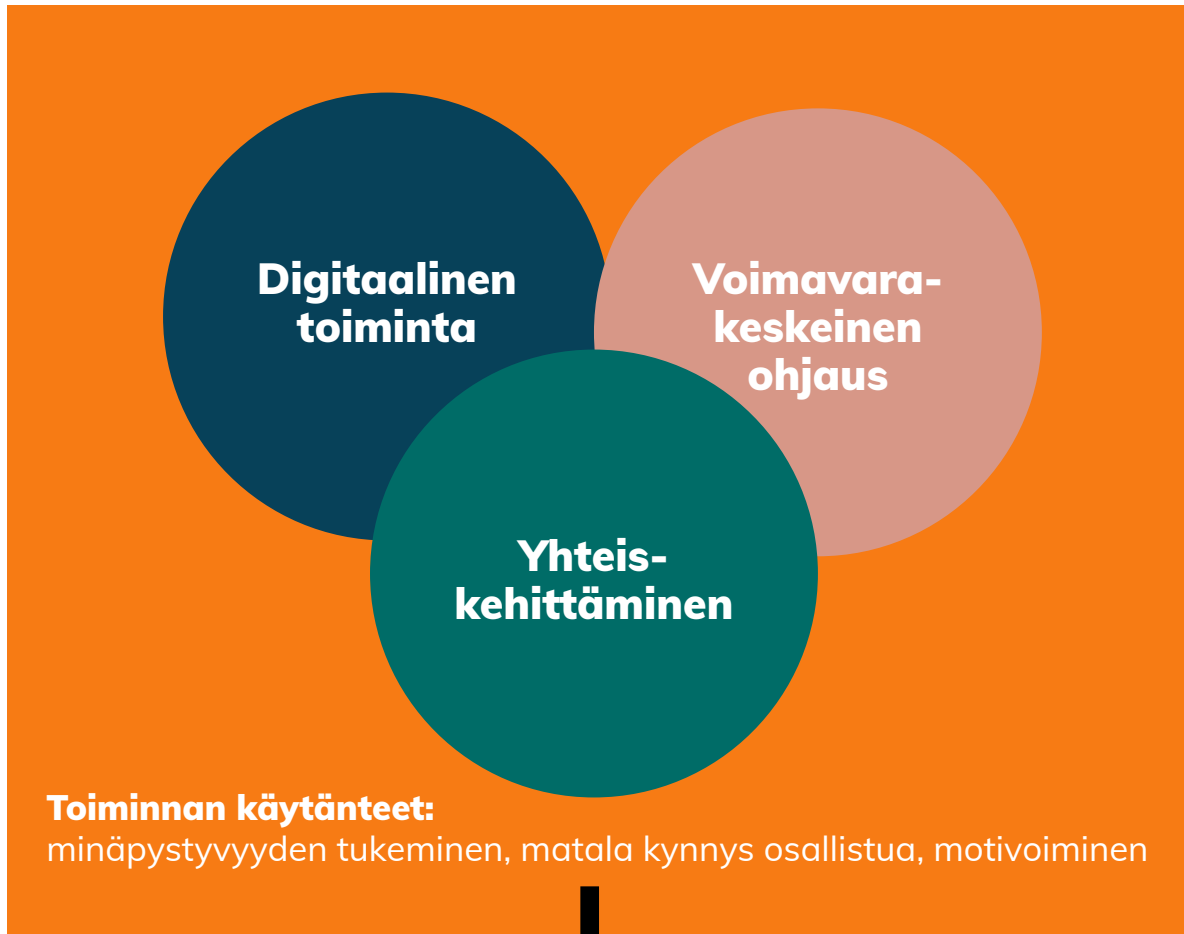 Digitaalinen
toiminta
Voimavara-
keskeinen
ohjaus
Yhteis-
kehittäminen
Toiminnan käytänteet:
minäpystyvyyden tukeminen, matala kynnys osallistua, motivoiminen